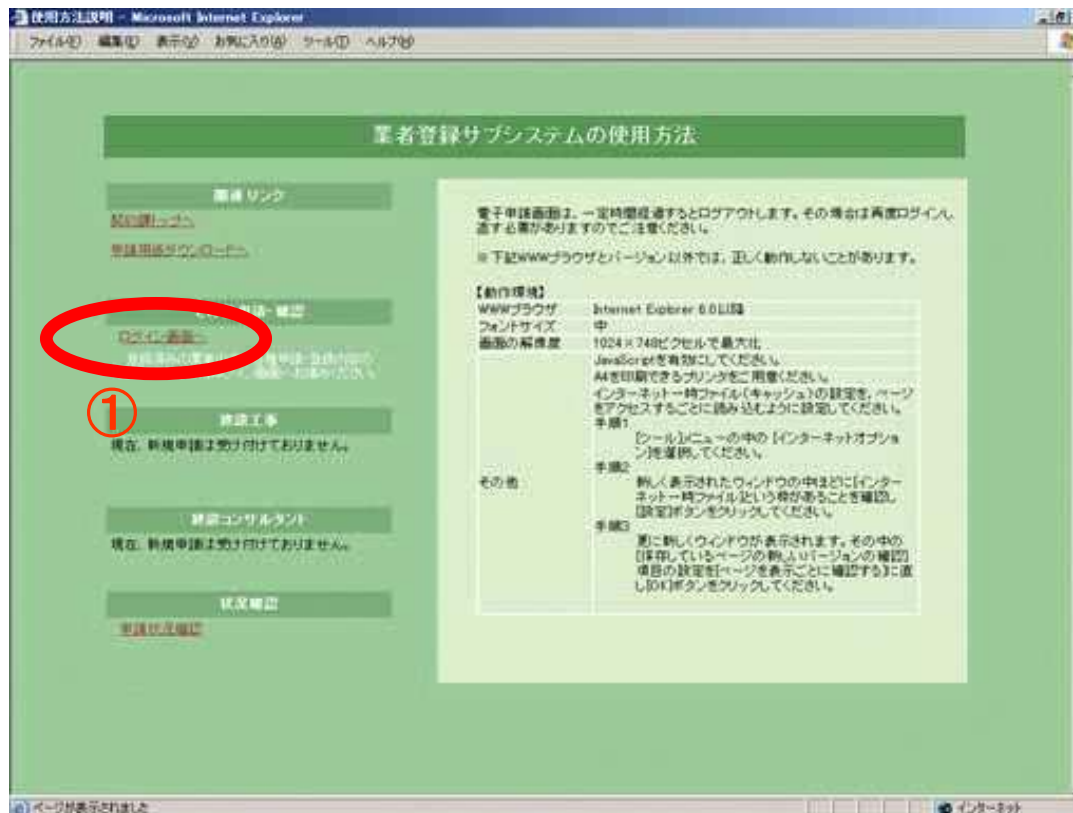 使用方法説明 - Microsoft Internet Explorer
ファイル(F) 編集(E) 表示(V) お気に入り(A) ツール(T) ヘルプ(H)
業者登録サブシステムの使用方法
関連リンク
契約課トップへ
申請用紙ダウンロードへ
申請・確認
ログイン画面へ
①
建設工事
現在、新規申請は受け付けておりません。
建設コンサルタント
現在、新規申請は受け付けておりません。
状況確認
申請状況確認
電子申請画面は、一定時間経過するとログアウトします。その場合は再度ログインし
直す必要がありますのでご注意ください。
※下記WWWブラウザとバージョン以外では、正しく動作しないことがあります。
【動作環境】
WWWブラウザ Internet Explorer 6.0以降
フォントサイズ 中
画面の解像度 1024×748ピクセルで最大化
その他
JavaScriptを有効にしてください。
A4を印刷できるプリンタをご用意ください。
インターネット一時ファイル(キャッシュ)の設定を、ページ
をアクセスするごとに読み込むように設定してください。
手順1
[ツール]メニューの中の [インターネットオプショ
ン]を選択してください。
手順2
新しく表示されたウィンドウの中ほどに[インター
ネット一時ファイル]という枠があることを確認し、
[設定]ボタンをクリックしてください。
手順3
更に新しくウィンドウが表示されます。その中の
[保存しているページの新しいバージョンの確認]
項目の設定を[ページを表示ごとに確認する]に直
し[OK]ボタンをクリックしてください。
ページが表示されました
インターネット